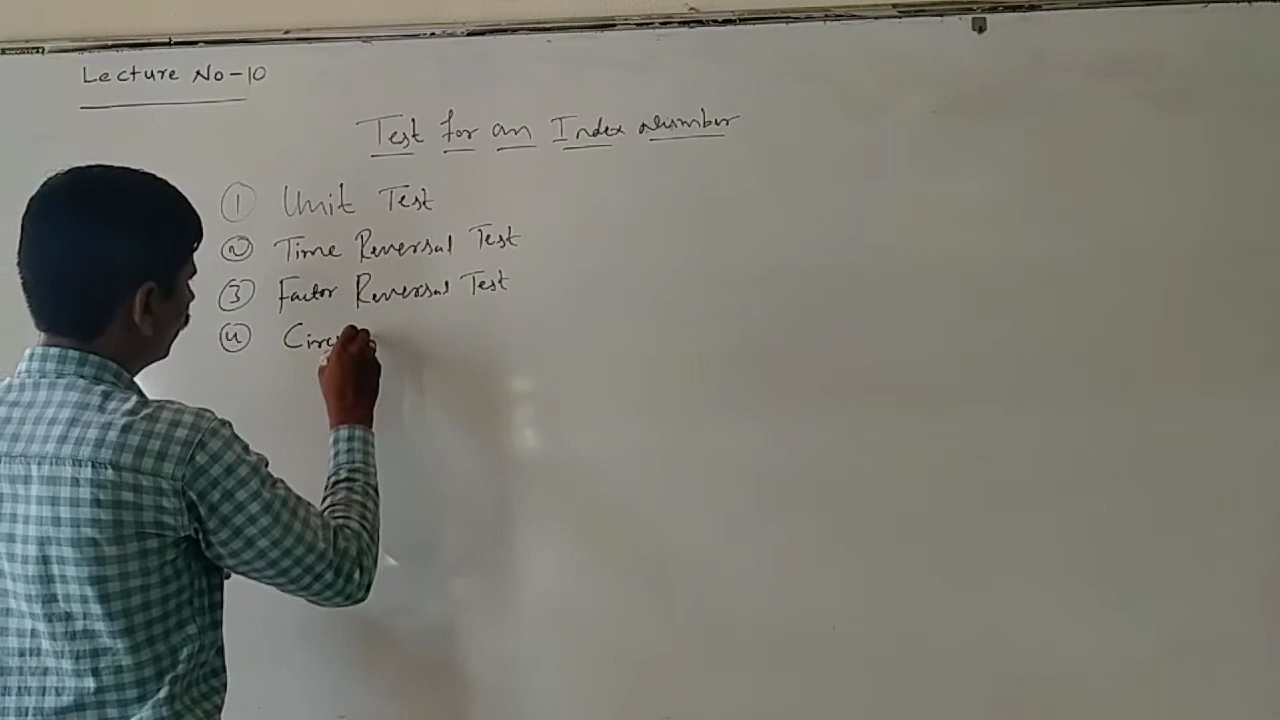 Lecture No-10
Test for an Index Number
① Unit Test
② Time Reversal Test
③ Factor Reversal Test
④ Circ